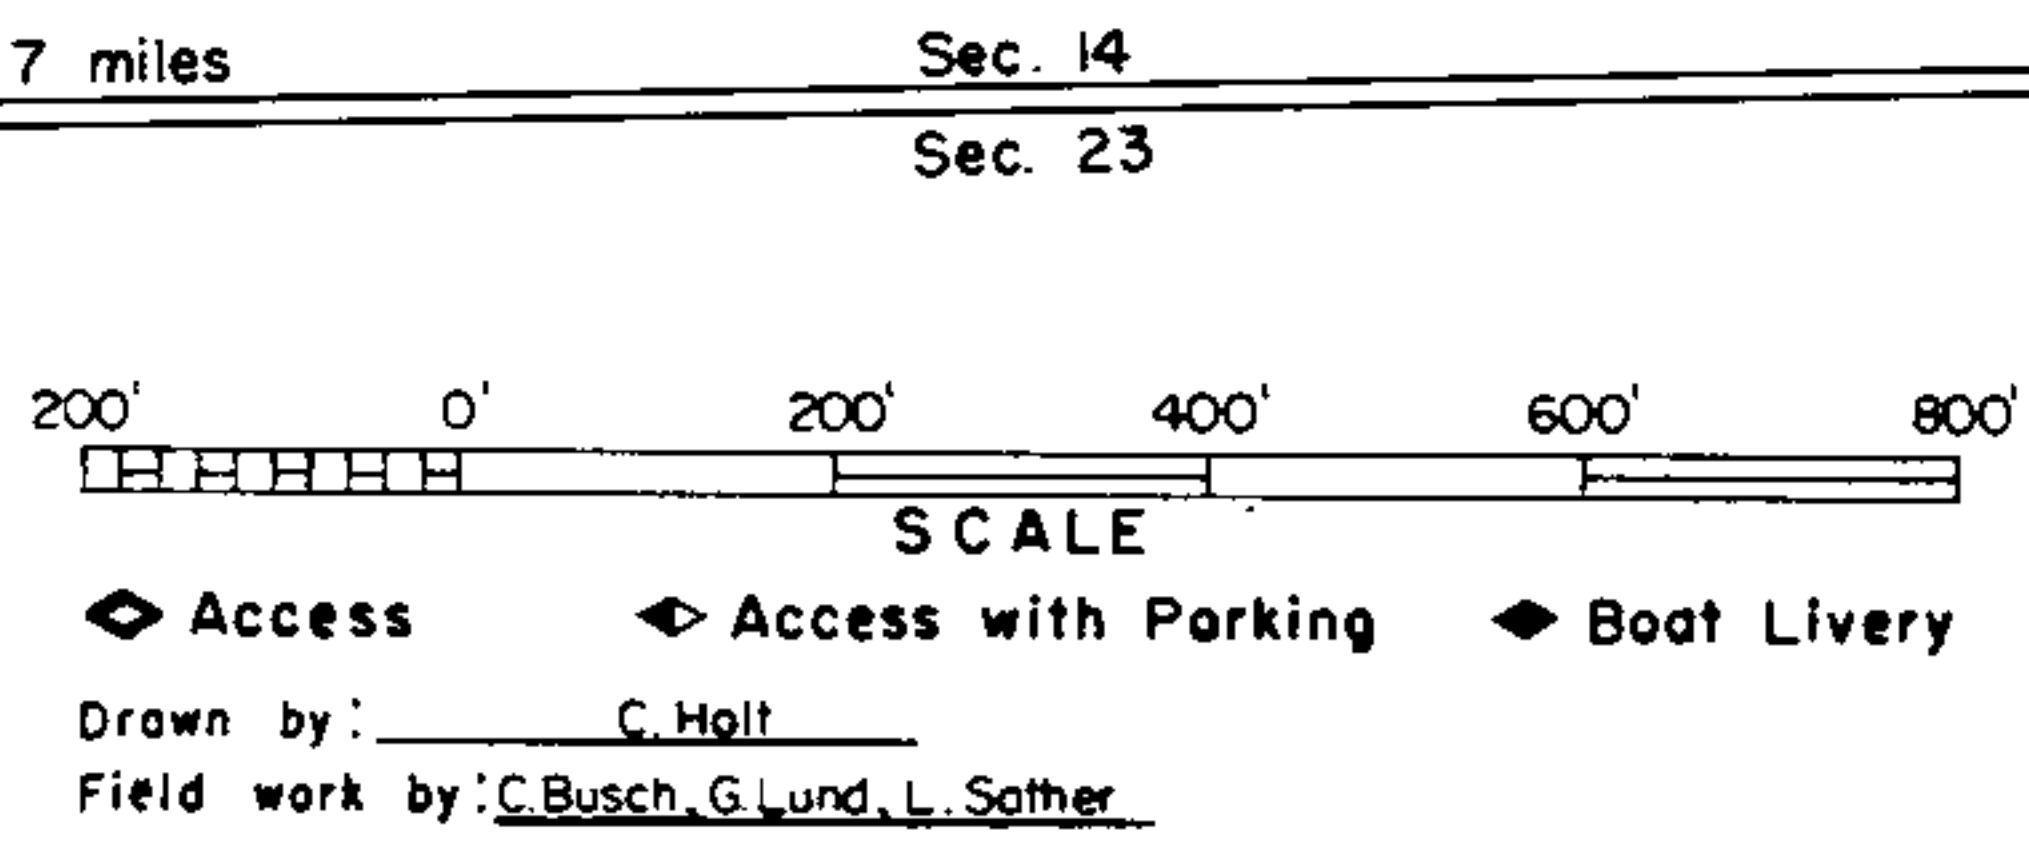 7 miles
Sec. 14
Sec. 23
200' 0' 200' 400' 600' 800'
SCALE
Access Access with Parking Boat Livery
Drawn by: C. Holt
Field work by: C. Busch, G. Lund, L. Sather